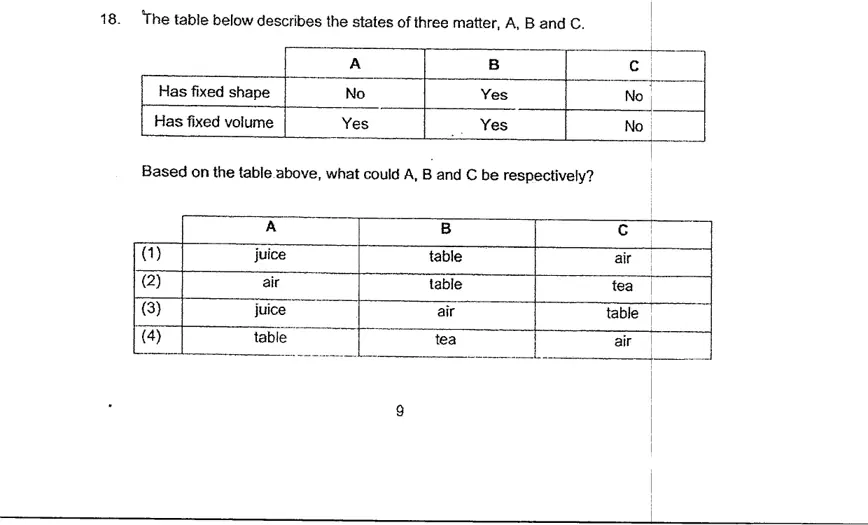 18. The table below describes the states of three matter, A, B and C.
A B C
Has fixed shape No Yes No
Has fixed volume Yes Yes No
Based on the table above, what could A, B and C be respectively?
A B C
(1) juice table air
(2) air table tea
(3) juice air table
(4) table tea air
9